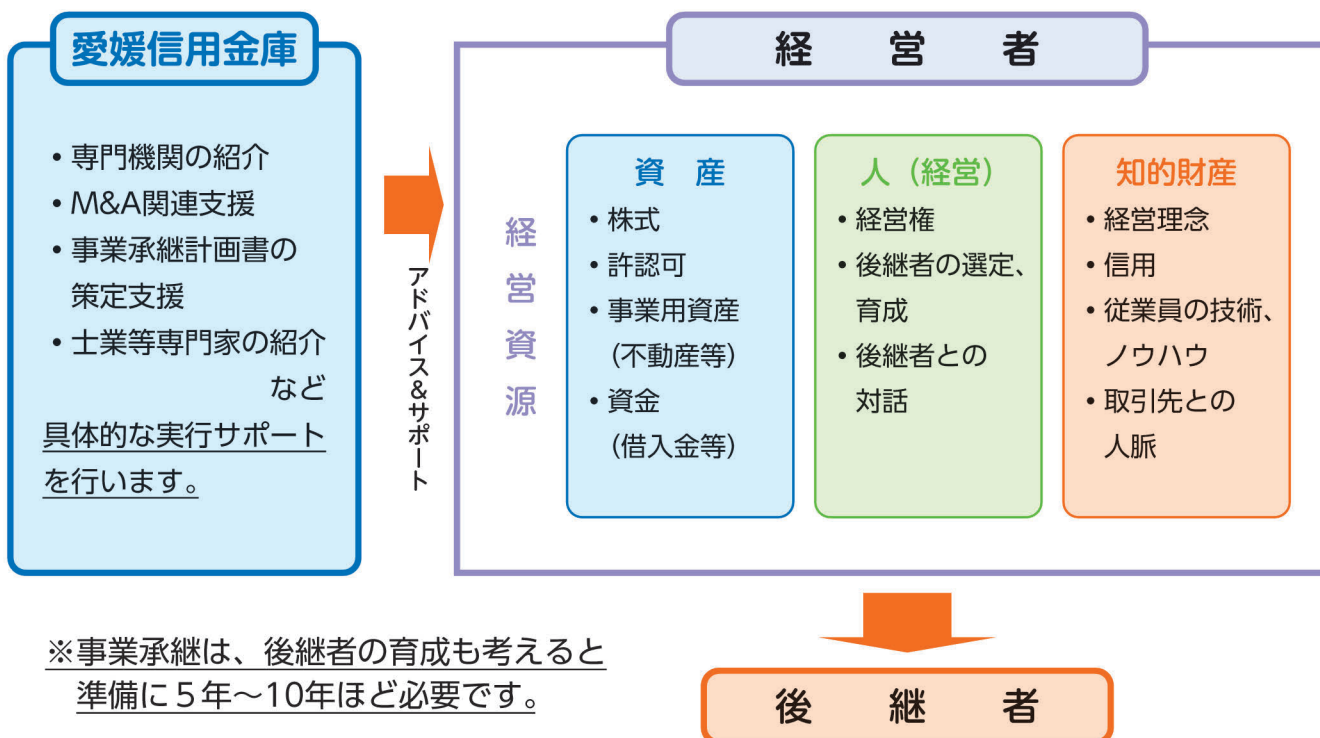 愛媛信用金庫
・専門機関の紹介
・M&A関連支援
・事業承継計画書の
策定支援
・士業等専門家の紹介
など
具体的な実行サポート
を行います。
アドバイス&サポート
経営者
経営資源
資産
・株式
・許認可
・事業用資産
(不動産等)
・資金
(借入金等)
人(経営)
・経営権
・後継者の選定、
育成
・後継者との
対話
知的財産
・経営理念
・信用
・従業員の技術、
ノウハウ
・取引先との
人脈
※事業承継は、後継者の育成も考えると
準備に5年～10年ほど必要です。
後継者